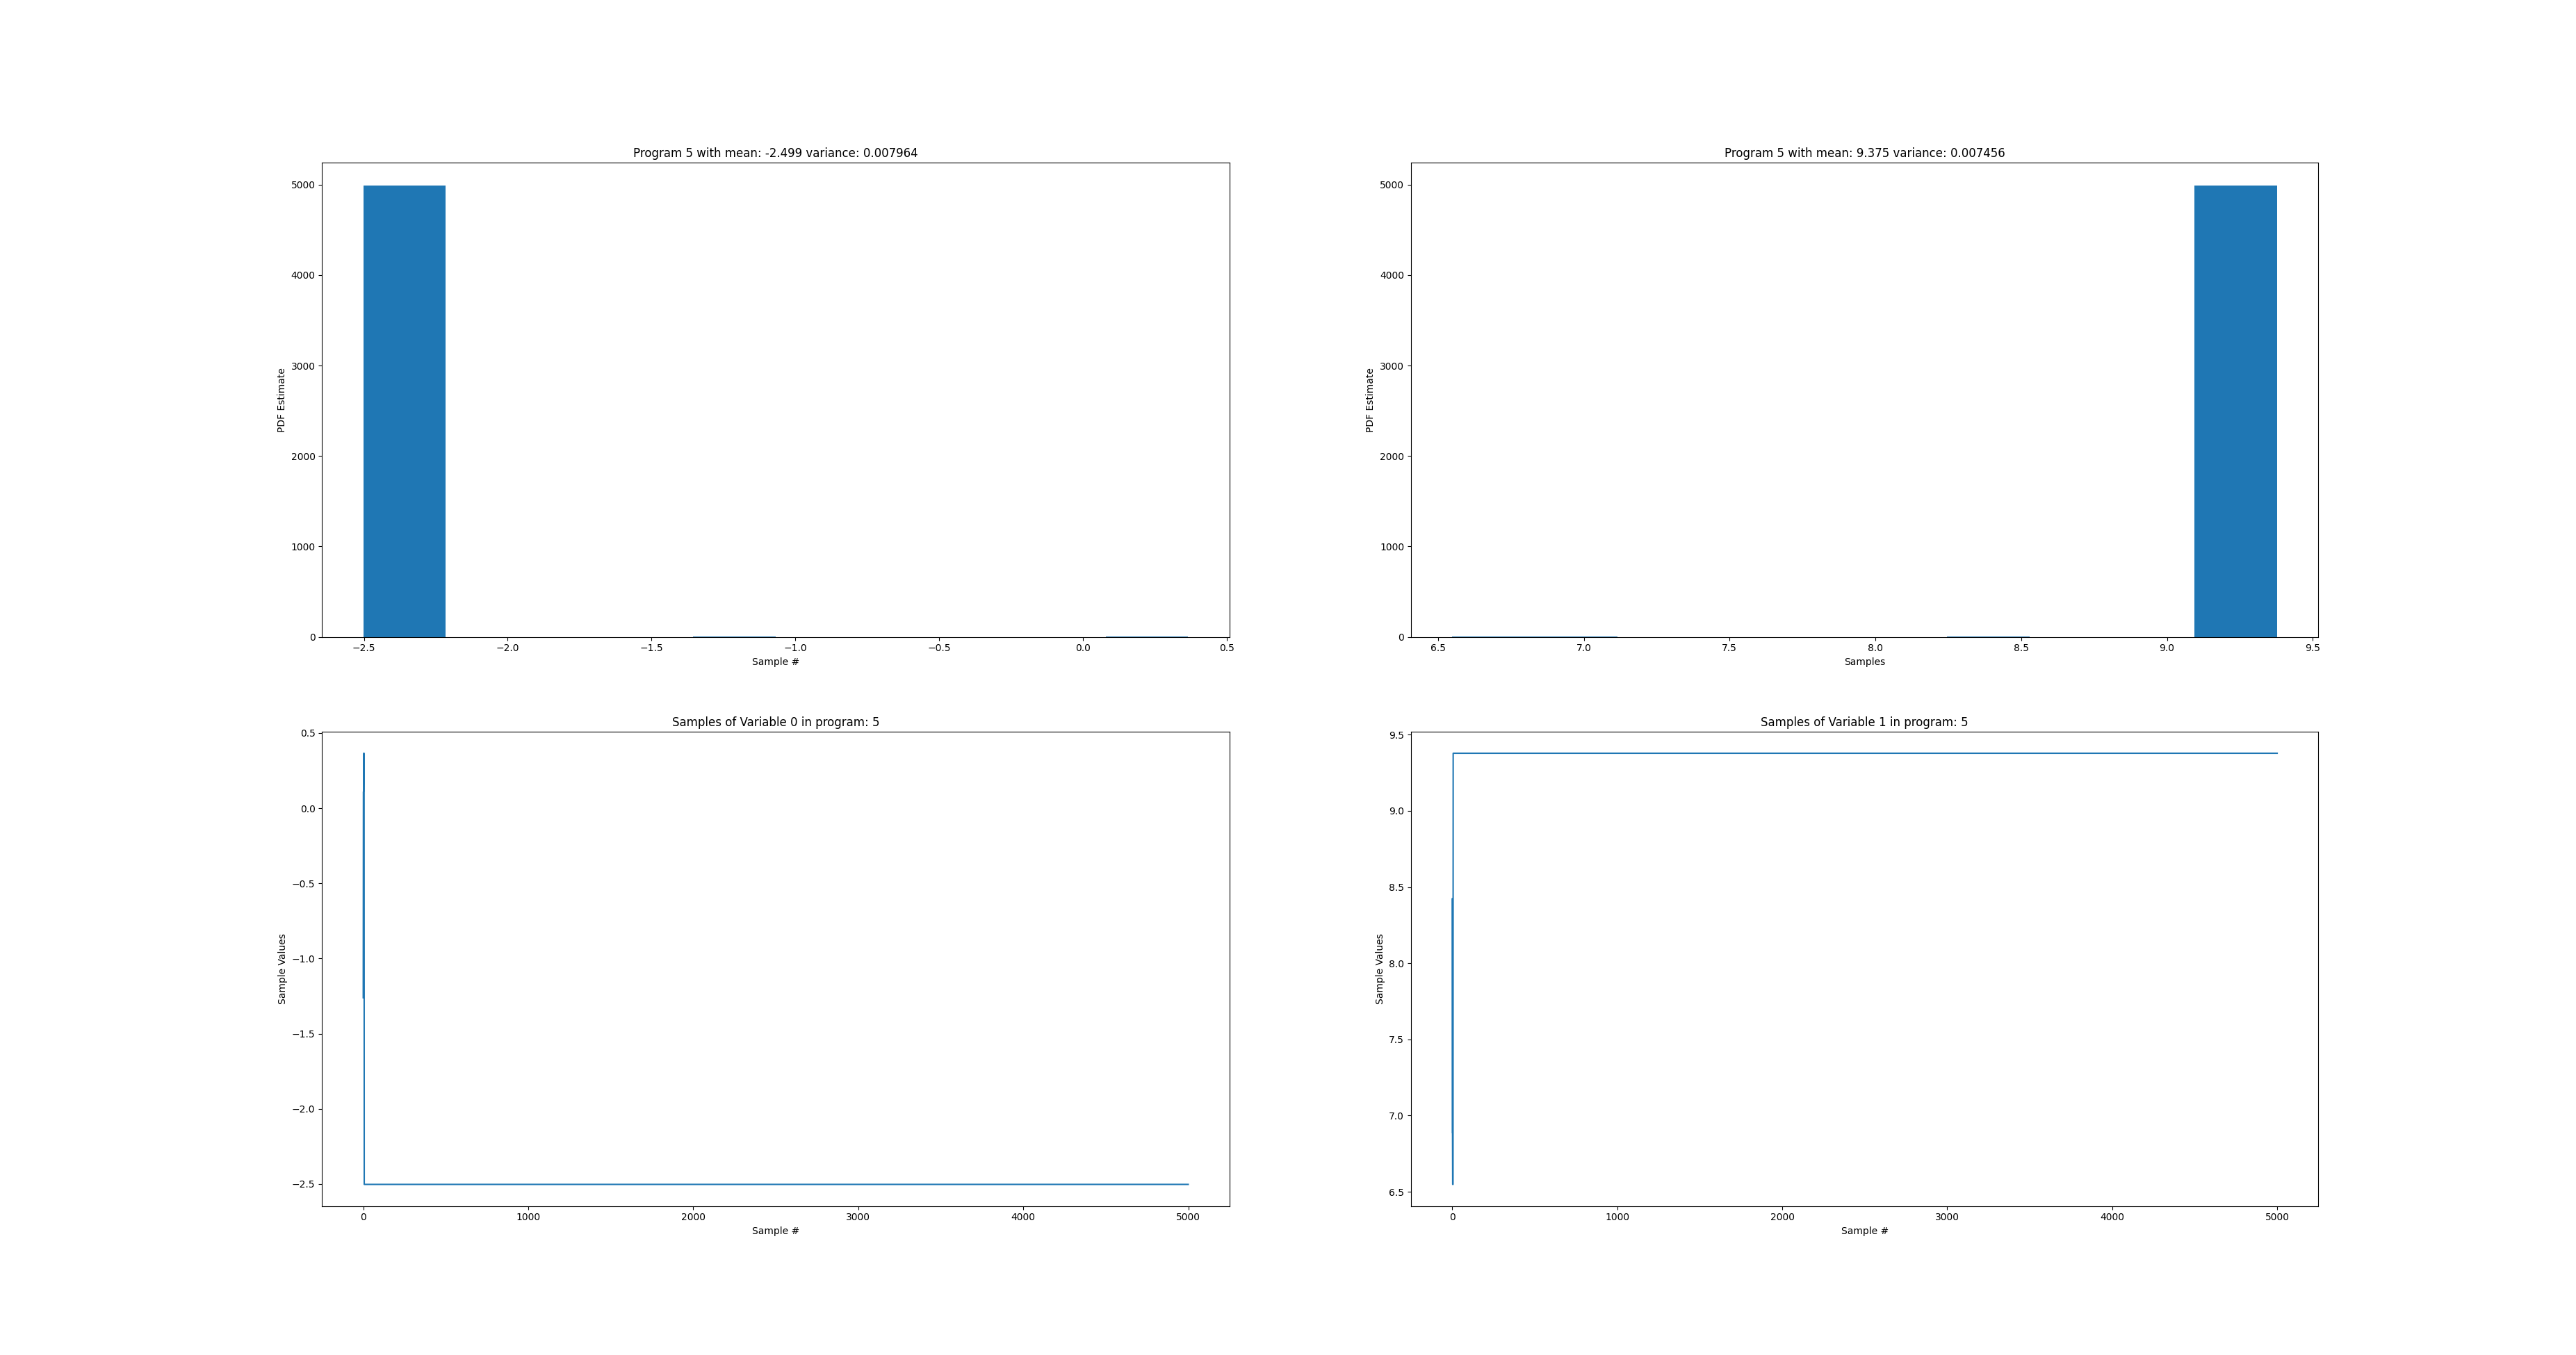 Program 5 with mean: -2.499 variance: 0.007964
5000
4000
3000
2000
1000
0
PDF Estimate
−2.5 −2.0 −1.5 −1.0 −0.5 0.0 0.5
Sample #
Program 5 with mean: 9.375 variance: 0.007456
5000
4000
3000
2000
1000
0
PDF Estimate
6.5 7.0 7.5 8.0 8.5 9.0 9.5
Samples
Samples of Variable 0 in program: 5
0.5
0.0
−0.5
−1.0
−1.5
−2.0
−2.5
Sample Values
0 1000 2000 3000 4000 5000
Sample #
Samples of Variable 1 in program: 5
9.5
9.0
8.5
8.0
7.5
7.0
6.5
Sample Values
0 1000 2000 3000 4000 5000
Sample #